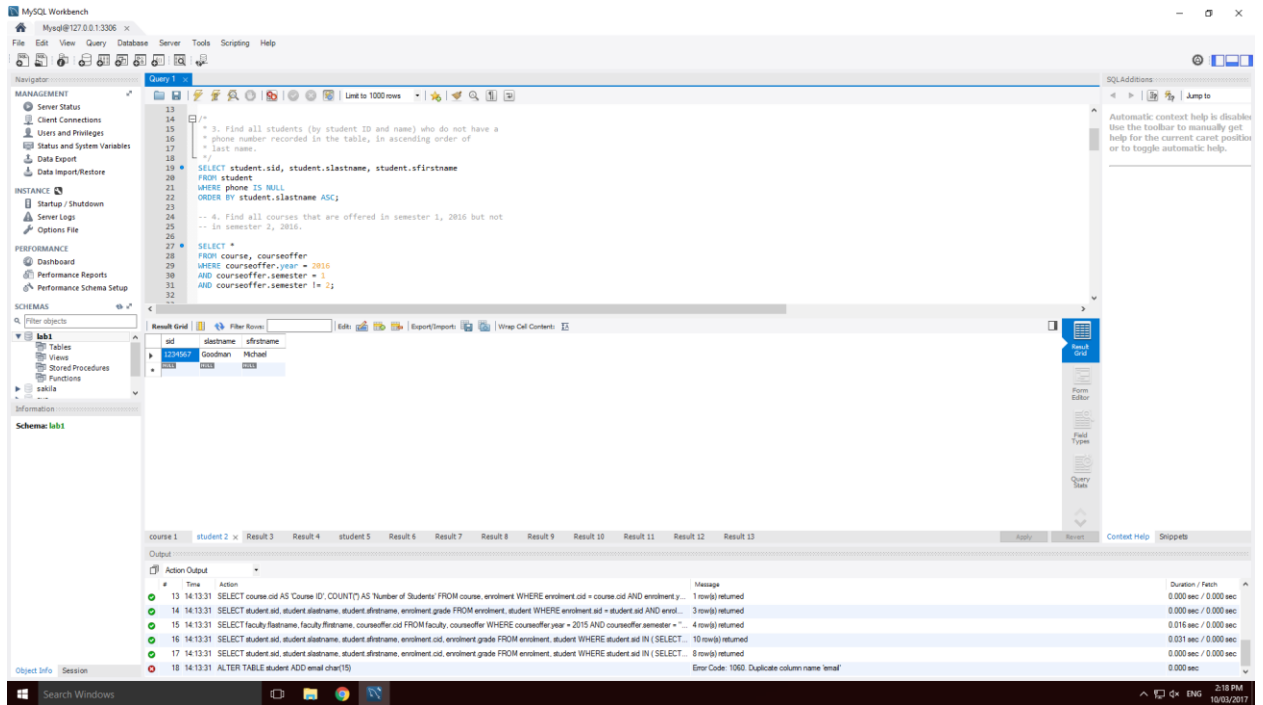 MySQL Workbench
Mysql@127.0.0.1:3306 ×
File Edit View Query Database Server Tools Scripting Help
Navigator
MANAGEMENT
Server Status
Client Connections
Users and Privileges
Status and System Variables
Data Export
Data Import/Restore
INSTANCE
Startup / Shutdown
Server Logs
Options File
PERFORMANCE
Dashboard
Performance Reports
Performance Schema Setup
SCHEMAS
Filter objects
lab1
Tables
Views
Stored Procedures
Functions
sakila
Information
Schema: lab1
Object Info Session
Query 1 ×
Limit to 1000 rows
13
14 /*
15 * 3. Find all students (by student ID and name) who do not have a
16 * phone number recorded in the table, in ascending order of
17 * last name.
18 */
19 SELECT student.sid, student.slastname, student.sfirstname
20 FROM student
21 WHERE phone IS NULL
22 ORDER BY student.slastname ASC;
23
24 -- 4. Find all courses that are offered in semester 1, 2016 but not
25 -- in semester 2, 2016.
26
27 SELECT *
28 FROM course, courseoffer
29 WHERE courseoffer.year = 2016
30 AND courseoffer.semester = 1
31 AND courseoffer.semester != 2;
32
Result Grid Filter Rows: Edit: Export/Import: Wrap Cell Content:
sid slastname sfirstname
1234567 Goodman Michael
NULL NULL NULL
Result Grid
Form Editor
Field Types
Query Stats
course 1 student 2 × Result 3 Result 4 student 5 Result 6 Result 7 Result 8 Result 9 Result 10 Result 11 Result 12 Result 13 Apply Revert
SQLAdditions
Jump to
Automatic context help is disabled
Use the toolbar to manually get
help for the current caret position
or to toggle automatic help.
Context Help Snippets
Output
Action Output
# Time Action Message Duration / Fetch
13 14:13:31 SELECT course.cid AS 'Course ID', COUNT(*) AS 'Number of Students' FROM course, enrolment WHERE enrolment.cid = course.cid AND enrolment.y... 1 row(s) returned 0.000 sec / 0.000 sec
14 14:13:31 SELECT student.sid, student.slastname, student.sfirstname, enrolment.grade FROM enrolment, student WHERE enrolment.sid = student.sid AND enrol... 3 row(s) returned 0.000 sec / 0.000 sec
15 14:13:31 SELECT faculty.flastname, faculty.ffirstname, courseoffer.cid FROM faculty, courseoffer WHERE courseoffer.year = 2015 AND courseoffer.semester = ''... 4 row(s) returned 0.016 sec / 0.000 sec
16 14:13:31 SELECT student.sid, student.slastname, student.sfirstname, enrolment.cid, enrolment.grade FROM enrolment, student WHERE student.sid IN ( SELECT... 10 row(s) returned 0.031 sec / 0.000 sec
17 14:13:31 SELECT student.sid, student.slastname, student.sfirstname, enrolment.cid, enrolment.grade FROM enrolment, student WHERE student.sid IN ( SELECT... 8 row(s) returned 0.000 sec / 0.000 sec
18 14:13:31 ALTER TABLE student ADD email char(15) Error Code: 1060. Duplicate column name 'email' 0.000 sec
Search Windows
ENG
2:18 PM
10/03/2017